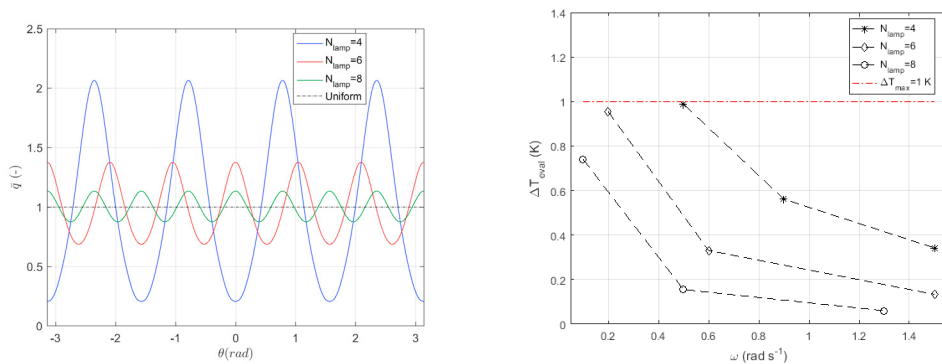 2.5
2
1.5
1
0.5
0
-3
-2
-1
0
1
2
3
q̄ (-)
θ(rad)
N_lamp=4
N_lamp=6
N_lamp=8
Uniform
1.4
1.2
1
0.8
0.6
0.4
0.2
0
0.2
0.4
0.6
0.8
1
1.2
1.4
ΔT_eval (K)
ω (rad s⁻¹)
N_lamp=4
N_lamp=6
N_lamp=8
ΔT_max=1 K